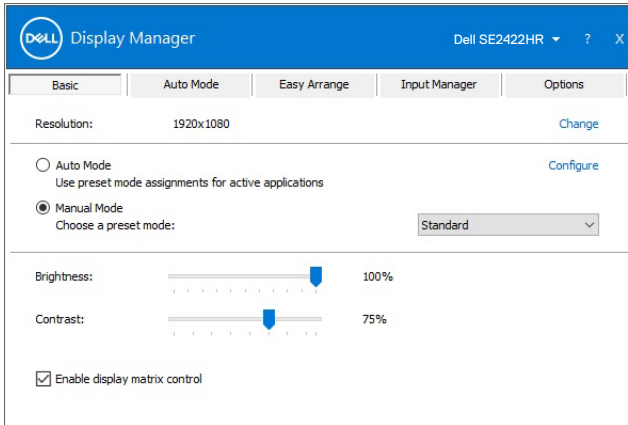 DELL Display Manager Dell SE2422HR ? X
Basic Auto Mode Easy Arrange Input Manager Options
Resolution: 1920x1080 Change
Auto Mode Configure
Use preset mode assignments for active applications
Manual Mode
Choose a preset mode: Standard
Brightness: 100%
Contrast: 75%
Enable display matrix control